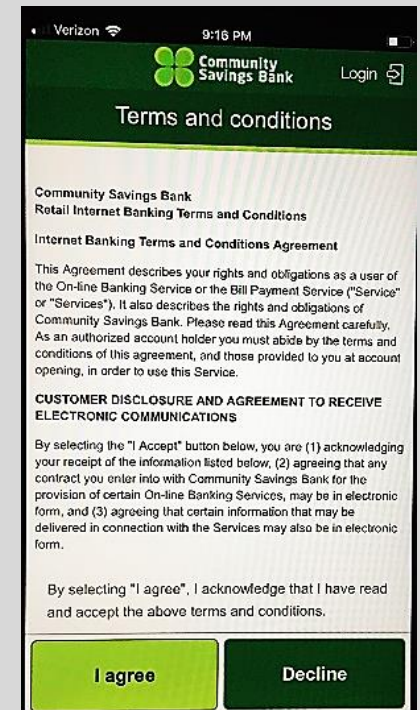 Verizon
9:16 PM
Community
Savings Bank
Login
Terms and conditions
Community Savings Bank
Retail Internet Banking Terms and Conditions
Internet Banking Terms and Conditions Agreement
This Agreement describes your rights and obligations as a user of
the On-line Banking Service or the Bill Payment Service ("Service"
or "Services"). It also describes the rights and obligations of
Community Savings Bank. Please read this Agreement carefully.
As an authorized account holder you must abide by the terms and
conditions of this agreement, and those provided to you at account
opening, in order to use this Service.
CUSTOMER DISCLOSURE AND AGREEMENT TO RECEIVE
ELECTRONIC COMMUNICATIONS
By selecting the "I Accept" button below, you are (1) acknowledging
your receipt of the information listed below, (2) agreeing that any
contract you enter into with Community Savings Bank for the
provision of certain On-line Banking Services, may be in electronic
form, and (3) agreeing that certain information that may be
delivered in connection with the Services may also be in electronic
form.
By selecting "I agree", I acknowledge that I have read
and accept the above terms and conditions.
I agree
Decline